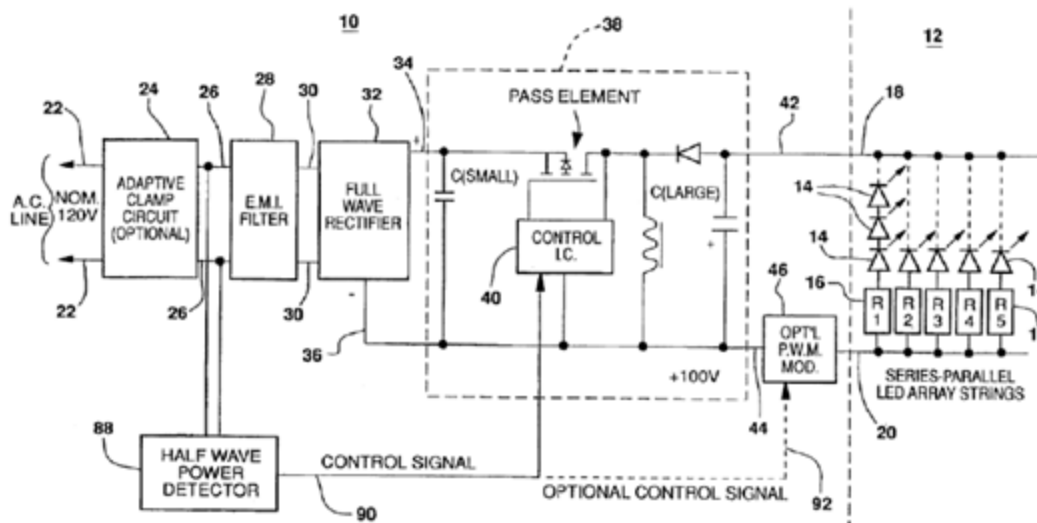 10
38
12
24
26
28
30
32
34
PASS ELEMENT
42
18
22
A.C. LINE
NOM. 120V
ADAPTIVE
CLAMP
CIRCUIT
(OPTIONAL)
E.M.I.
FILTER
FULL
WAVE
RECTIFIER
+
C(SMALL)
C(LARGE)
14
14
CONTROL
I.C.
40
+
46
16
R
1
R
2
R
3
R
4
R
5
22
26
30
-
36
OPT'L
P.W.M.
MOD.
+100V
44
20
SERIES-PARALLEL
LED ARRAY STRINGS
88
HALF WAVE
POWER
DETECTOR
CONTROL SIGNAL
90
OPTIONAL CONTROL SIGNAL
92